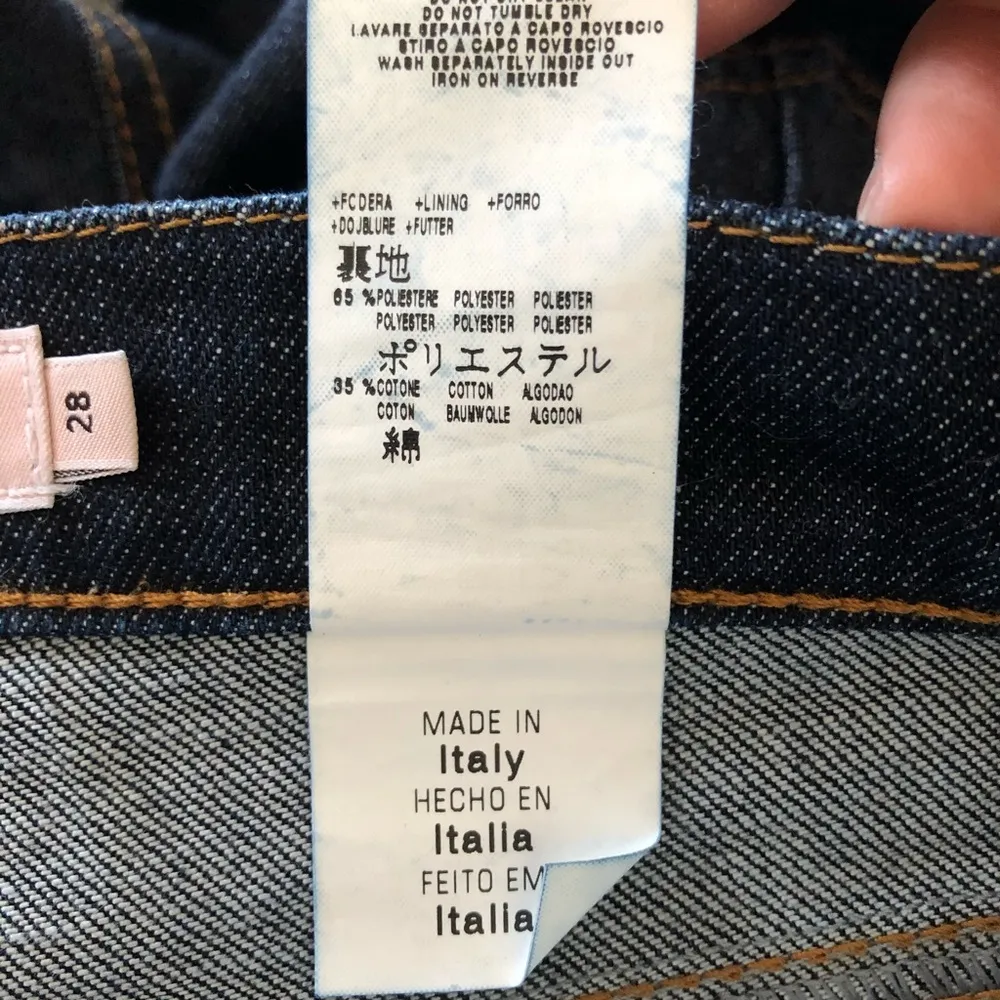 DO NOT TUMBLE DRY
LAVARE SEPARATO A CAPO ROVESCIO
STIRO A CAPO ROVESCIO
WASH SEPARATELY INSIDE OUT
IRON ON REVERSE
+FODERA +LINING +FORRO
+DOUBLURE +FUTTER
裏地
65 %POLIESTERE POLYESTER POLIESTER
POLYESTER POLYESTER POLIESTER
ポリエステル
35 %COTONE COTTON ALGODAO
COTON BAUMWOLLE ALGODON
綿
28
MADE IN
Italy
HECHO EN
Italia
FEITO EM
Italia